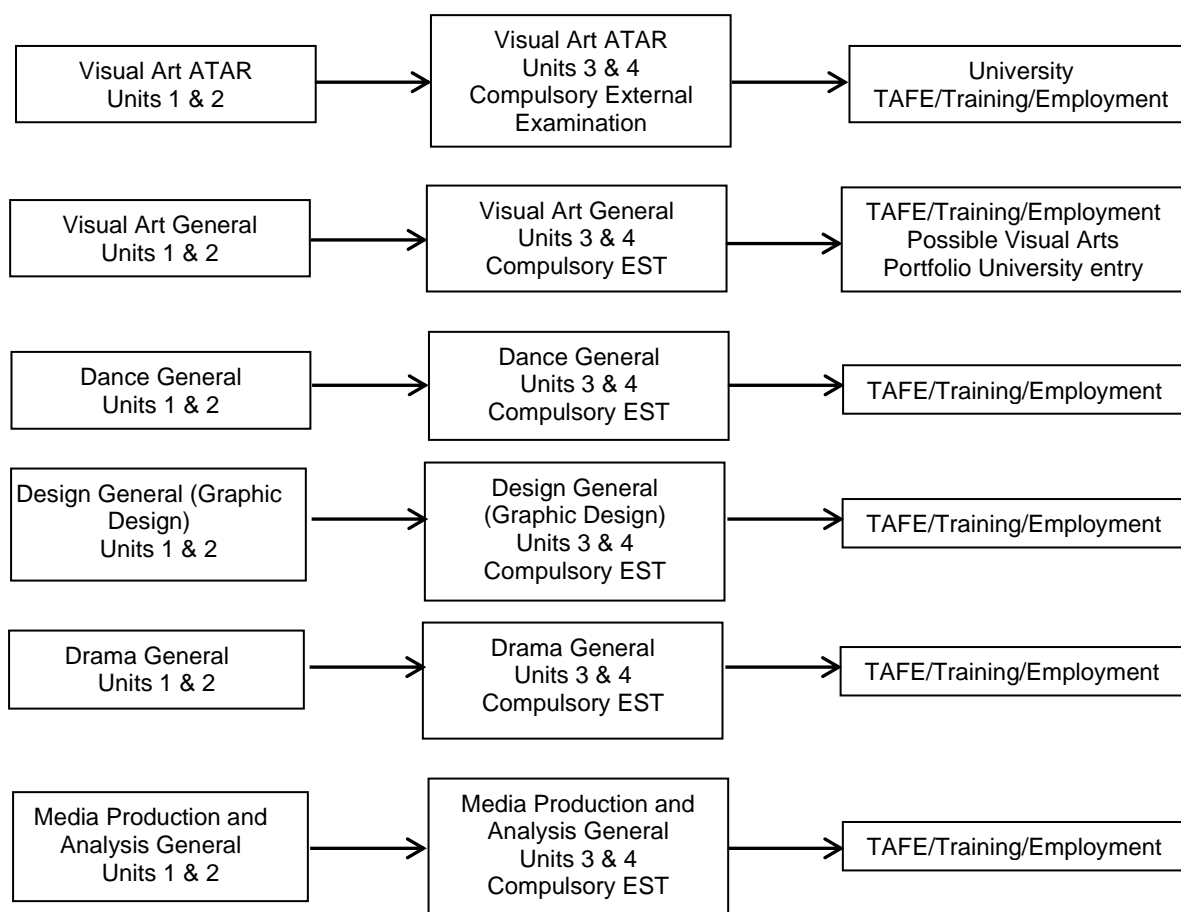 Visual Art ATAR
Units 1 & 2
Visual Art ATAR
Units 3 & 4
Compulsory External
Examination
University
TAFE/Training/Employment
Visual Art General
Units 1 & 2
Visual Art General
Units 3 & 4
Compulsory EST
TAFE/Training/Employment
Possible Visual Arts
Portfolio University entry
Dance General
Units 1 & 2
Dance General
Units 3 & 4
Compulsory EST
TAFE/Training/Employment
Design General (Graphic
Design)
Units 1 & 2
Design General
(Graphic Design)
Units 3 & 4
Compulsory EST
TAFE/Training/Employment
Drama General
Units 1 & 2
Drama General
Units 3 & 4
Compulsory EST
TAFE/Training/Employment
Media Production and
Analysis General
Units 1 & 2
Media Production and
Analysis General
Units 3 & 4
Compulsory EST
TAFE/Training/Employment